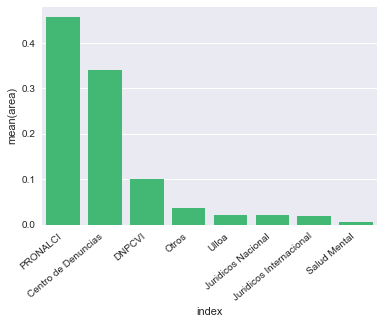 0.4
0.3
0.2
0.1
0.0
mean(area)
PRONALCI
Centro de Denuncias
DNPCVI
Otros
Ulloa
Juridicos Nacional
Juridicos Internacional
Salud Mental
index